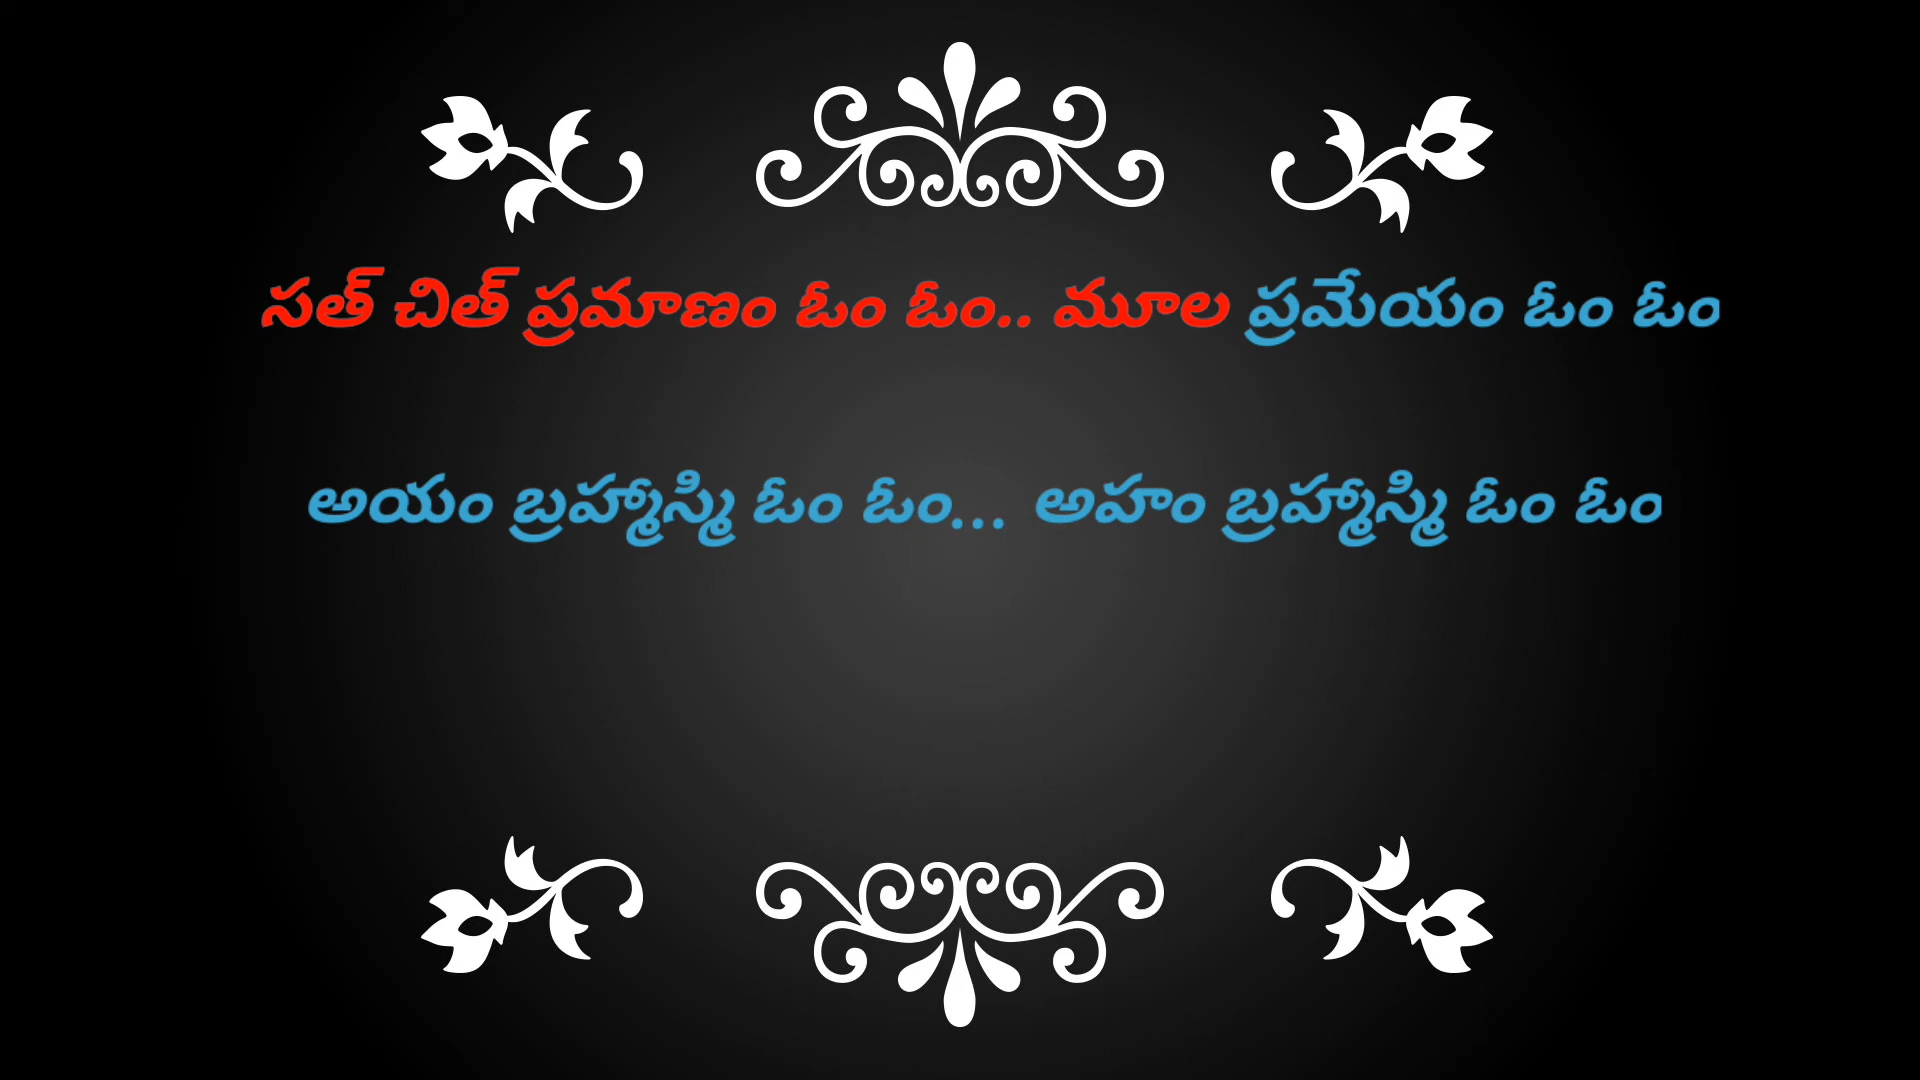 సత్ చిత్ ప్రమాణం ఓం ఓం.. మూల ప్రమేయం ఓం ఓం
అయం బ్రహ్మాస్మి ఓం ఓం... అహం బ్రహ్మాస్మి ఓం ఓం